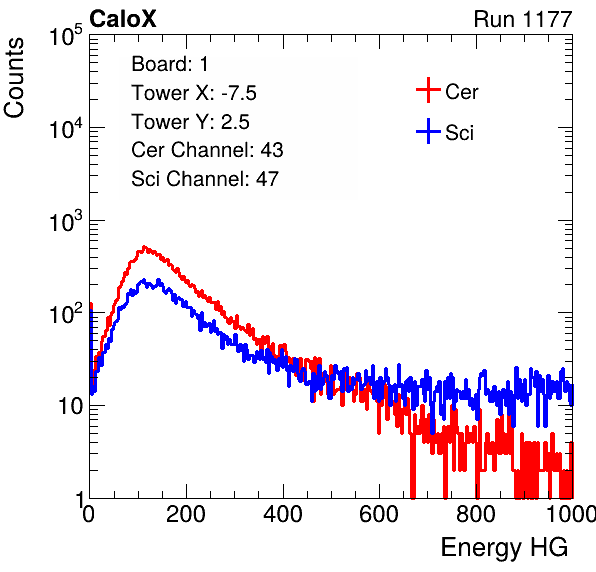 CaloX Run 1177
Counts
Board: 1
Tower X: -7.5
Tower Y: 2.5
Cer Channel: 43
Sci Channel: 47
Cer
Sci
10^5
10^4
10^3
10^2
10
1
0 200 400 600 800 1000
Energy HG